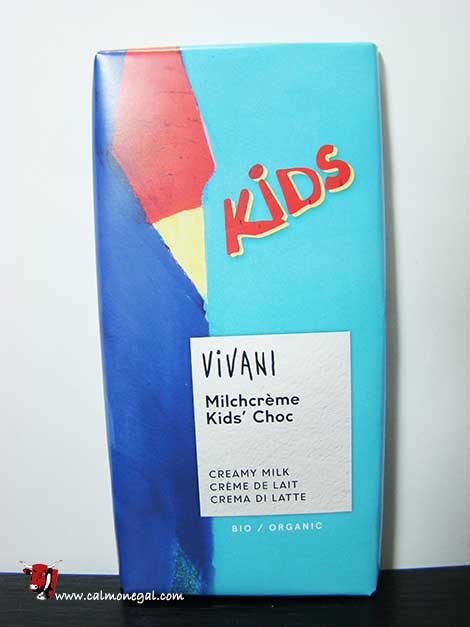 KiDS
ViVANi
Milchcrème
Kids' Choc
CREAMY MILK
CRÈME DE LAIT
CREMA DI LATTE
BIO / ORGANIC
www.calmonegal.com